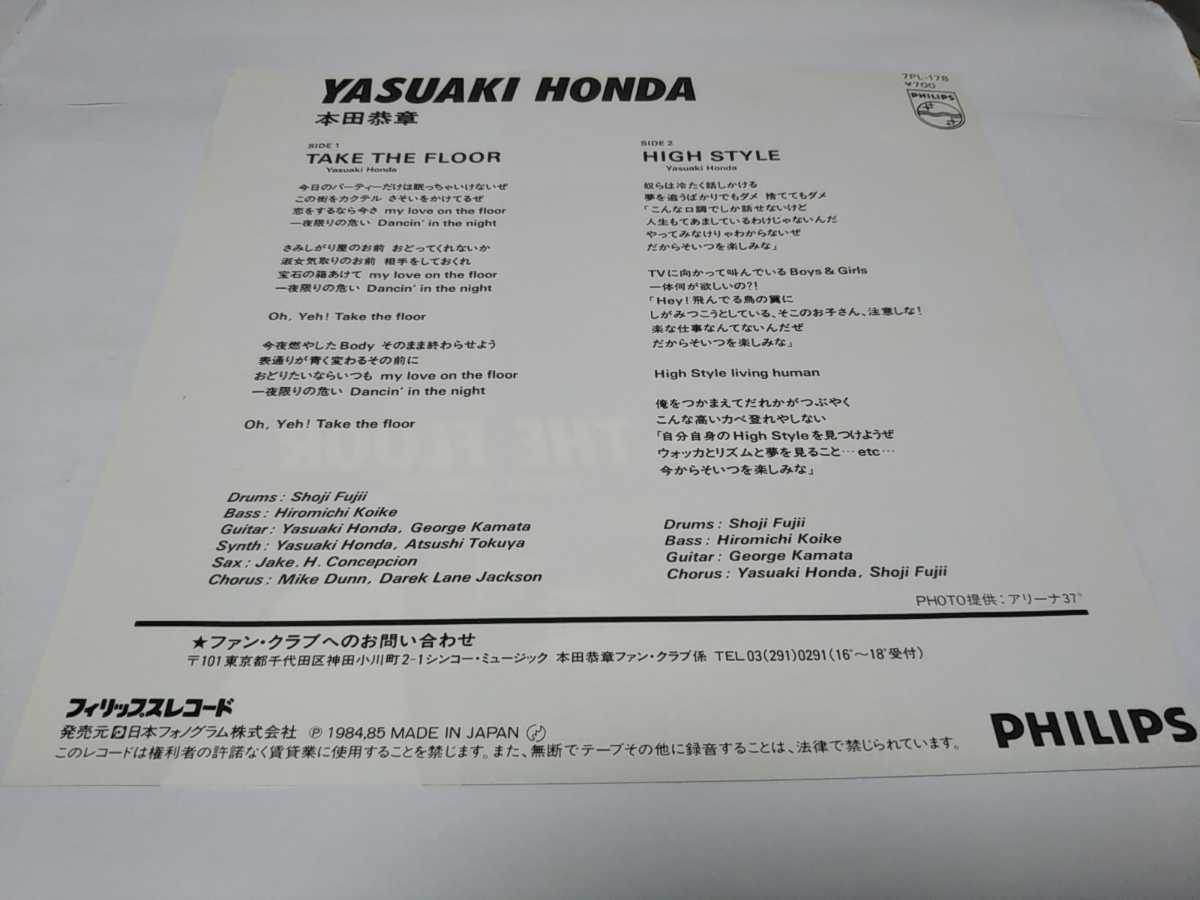 YASUAKI HONDA
本田恭章
7PL-178
¥700
PHILIPS
SIDE 1
TAKE THE FLOOR
Yasuaki Honda
今日のパーティーだけは眠っちゃいけないぜ
この街をカクテル さそいをかけてるぜ
恋をするなら今さ my love on the floor
一夜限りの危い Dancin' in the night
さみしがり屋のお前 おどってくれないか
淑女気取りのお前 相手をしておくれ
宝石の箱あけて my love on the floor
一夜限りの危い Dancin' in the night
Oh, Yeh! Take the floor
今夜燃やしたBody そのまま終わらせよう
表通りが青く変わるその前に
おどりたいならいつも my love on the floor
一夜限りの危い Dancin' in the night
Oh, Yeh! Take the floor
Drums: Shoji Fujii
Bass: Hiromichi Koike
Guitar: Yasuaki Honda, George Kamata
Synth: Yasuaki Honda, Atsushi Tokuya
Sax: Jake. H. Concepcion
Chorus: Mike Dunn, Darek Lane Jackson
SIDE 2
HIGH STYLE
Yasuaki Honda
奴らは冷たく話しかける
夢を追うばかりでもダメ 捨ててもダメ
「こんな口調でしか話せないけど
人生もてあましているわけじゃないんだ
やってみなけりゃわからないぜ
だからそいつを楽しみな」
TVに向かって叫んでいるBoys & Girls
一体何が欲しいの?!
「Hey! 飛んでる鳥の翼に
しがみつこうとしている、そこのお子さん、注意しな!
楽な仕事なんてないんだぜ
だからそいつを楽しみな」
High Style living human
俺をつかまえてだれかがつぶやく
こんな高いカベ登れやしない
「自分自身のHigh Styleを見つけようぜ
ウォッカとリズムと夢を見ること…etc…
今からそいつを楽しみな」
Drums: Shoji Fujii
Bass: Hiromichi Koike
Guitar: George Kamata
Chorus: Yasuaki Honda, Shoji Fujii
PHOTO提供:アリーナ37°
★ファン・クラブへのお問い合わせ
〒101東京都千代田区神田小川町2-1シンコー・ミュージック 本田恭章ファン・クラブ係 TEL03(291)0291(16°~18°受付)
フィリップスレコード
発売元 日本フォノグラム株式会社 Ⓟ1984,85 MADE IN JAPAN
このレコードは権利者の許諾なく賃貸業に使用することを禁じます。また、無断でテープその他に録音することは、法律で禁じられています。
PHILIPS